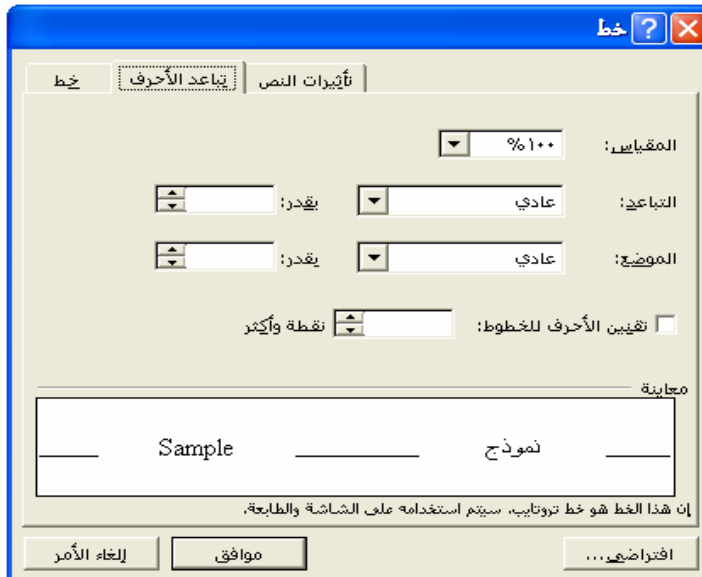 خط
خط تباعد الأحرف تأثيرات النص
المقياس: ١٠٠%
التباعد: عادي بقدر:
الموضع: عادي بقدر:
تقنين الأحرف للخطوط: نقطة وأكثر
معاينة
نموذج Sample
إن هذا الخط هو خط تروتايب. سيتم استخدامه على الشاشة والطابعة.
افتراضي... موافق إلغاء الأمر